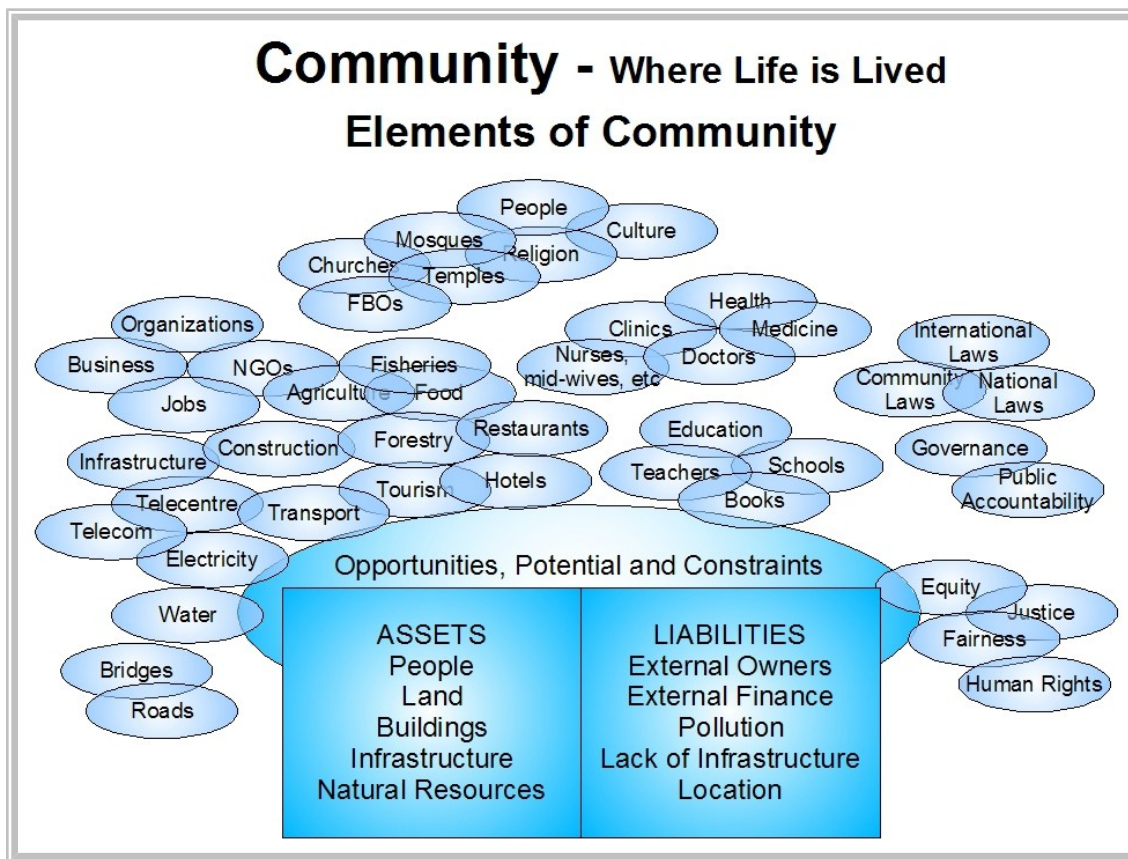 Community - Where Life is Lived
Elements of Community
People
Culture
Mosques
Religion
Churches
Temples
FBOs
Health
Clinics
Medicine
Nurses,
mid-wives, etc
Doctors
Organizations
Business
NGOs
Jobs
Fisheries
Agriculture
Food
International
Laws
Community
Laws
National
Laws
Governance
Public
Accountability
Infrastructure
Construction
Forestry
Restaurants
Tourism
Hotels
Education
Teachers
Schools
Books
Telecentre
Transport
Telecom
Electricity
Water
Bridges
Roads
Opportunities, Potential and Constraints
ASSETS
People
Land
Buildings
Infrastructure
Natural Resources
LIABILITIES
External Owners
External Finance
Pollution
Lack of Infrastructure
Location
Equity
Justice
Fairness
Human Rights